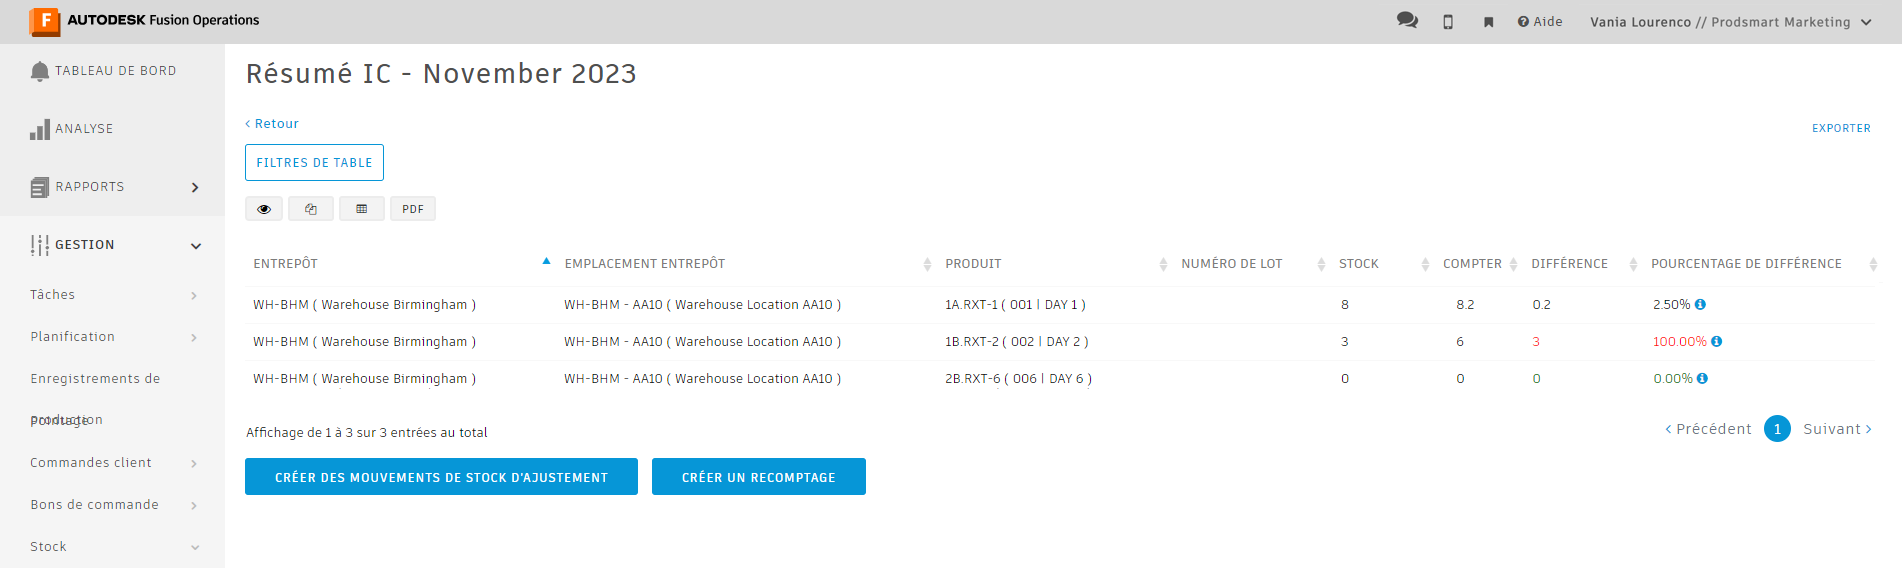 AUTODESK Fusion Operations
Aide
Vania Lourenco // Prodsmart Marketing
TABLEAU DE BORD
ANALYSE
RAPPORTS
GESTION
Tâches
Planification
Enregistrements de
production
Pointage
Commandes client
Bons de commande
Stock
Résumé IC - November 2023
‹ Retour
EXPORTER
FILTRES DE TABLE
PDF
ENTREPÔT EMPLACEMENT ENTREPÔT PRODUIT NUMÉRO DE LOT STOCK COMPTER DIFFÉRENCE POURCENTAGE DE DIFFÉRENCE
WH-BHM ( Warehouse Birmingham ) WH-BHM - AA10 ( Warehouse Location AA10 ) 1A.RXT-1 ( 001 | DAY 1 ) 8 8.2 0.2 2.50%
WH-BHM ( Warehouse Birmingham ) WH-BHM - AA10 ( Warehouse Location AA10 ) 1B.RXT-2 ( 002 | DAY 2 ) 3 6 3 100.00%
WH-BHM ( Warehouse Birmingham ) WH-BHM - AA10 ( Warehouse Location AA10 ) 2B.RXT-6 ( 006 | DAY 6 ) 0 0 0 0.00%
Affichage de 1 à 3 sur 3 entrées au total
‹ Précédent 1 Suivant ›
CRÉER DES MOUVEMENTS DE STOCK D'AJUSTEMENT
CRÉER UN RECOMPTAGE